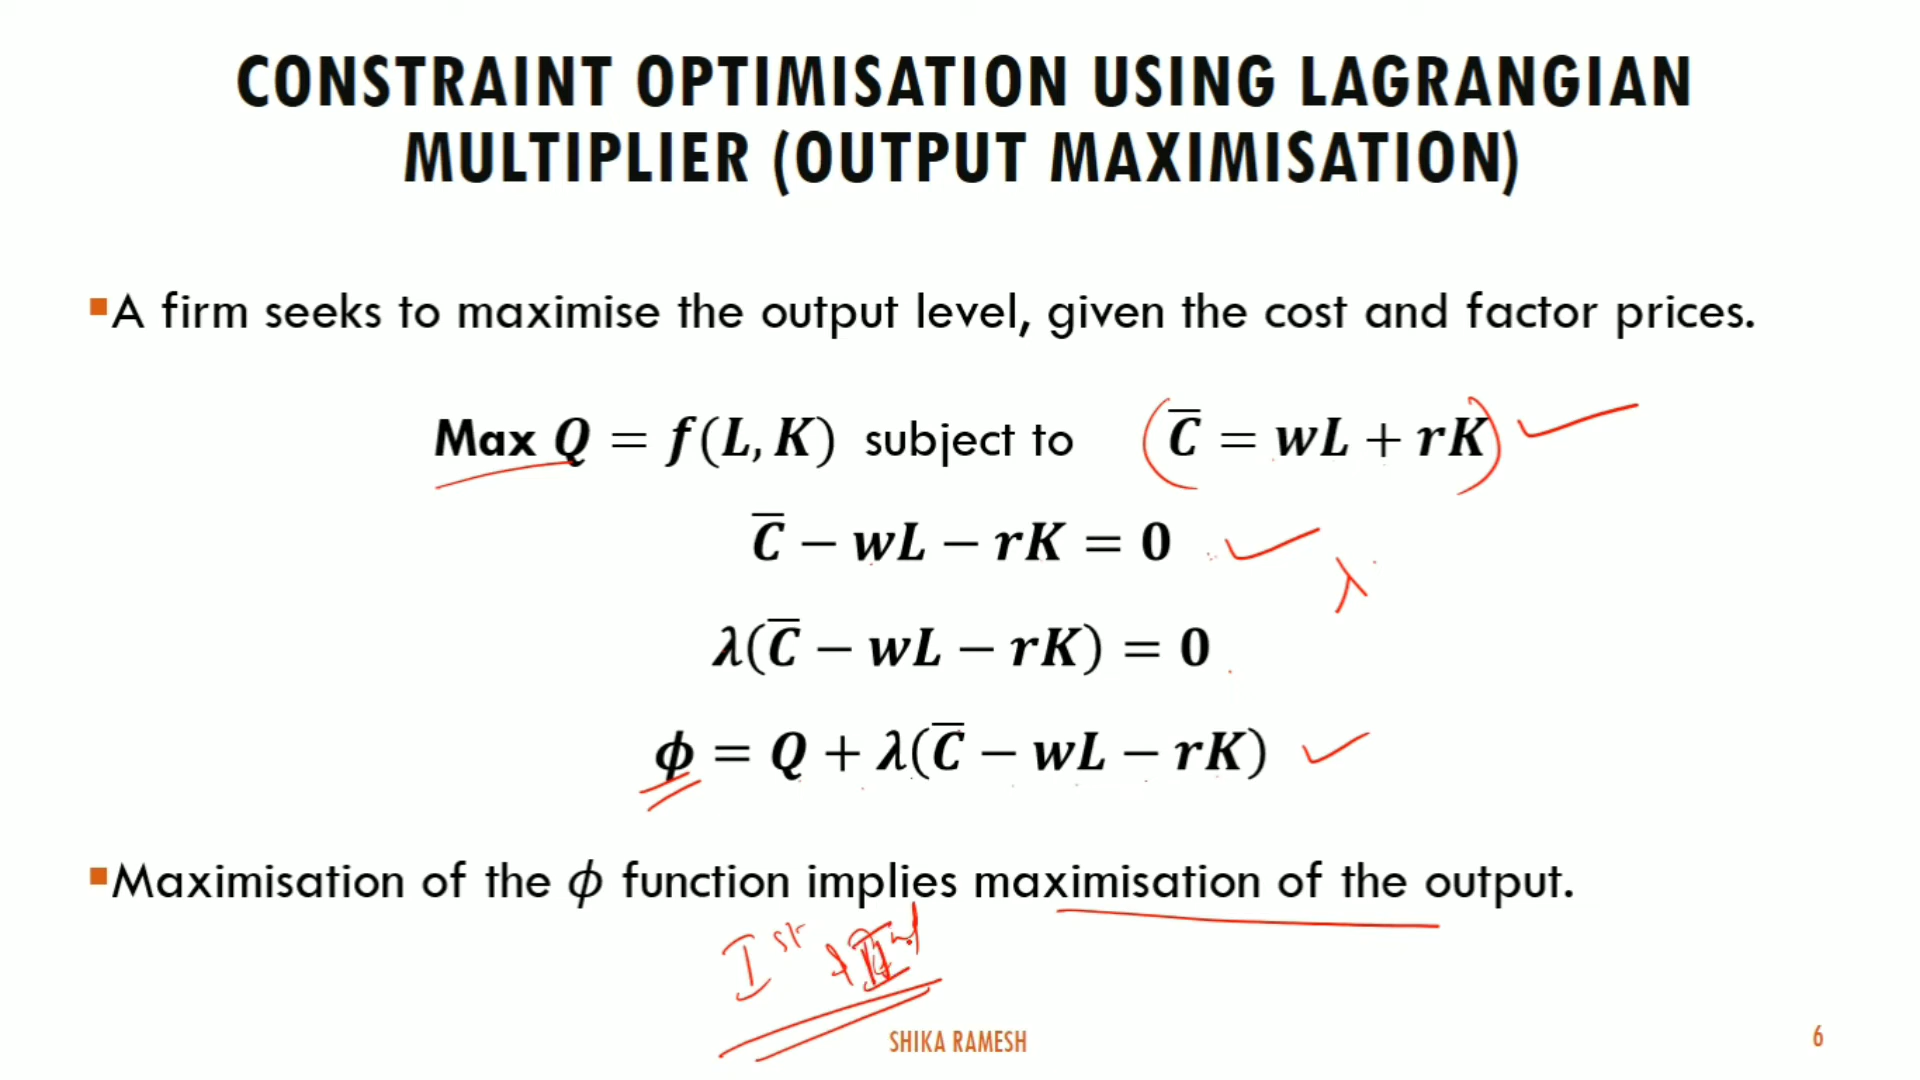 CONSTRAINT OPTIMISATION USING LAGRANGIAN
MULTIPLIER (OUTPUT MAXIMISATION)
▪A firm seeks to maximise the output level, given the cost and factor prices.
Max Q = f(L, K) subject to (C̅ = wL + rK)
C̅ − wL − rK = 0
λ
λ(C̅ − wL − rK) = 0
ϕ = Q + λ(C̅ − wL − rK)
▪Maximisation of the ϕ function implies maximisation of the output.
Ist
SHIKA RAMESH
6